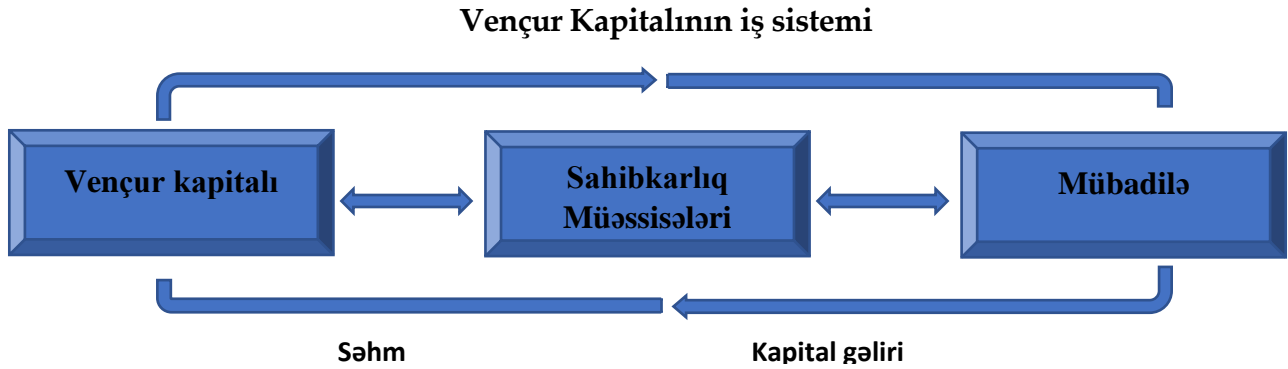 Vençur Kapitalının iş sistemi
Vençur kapitalı
Sahibkarlıq
Müəssisələri
Mübadilə
Səhm
Kapital gəliri